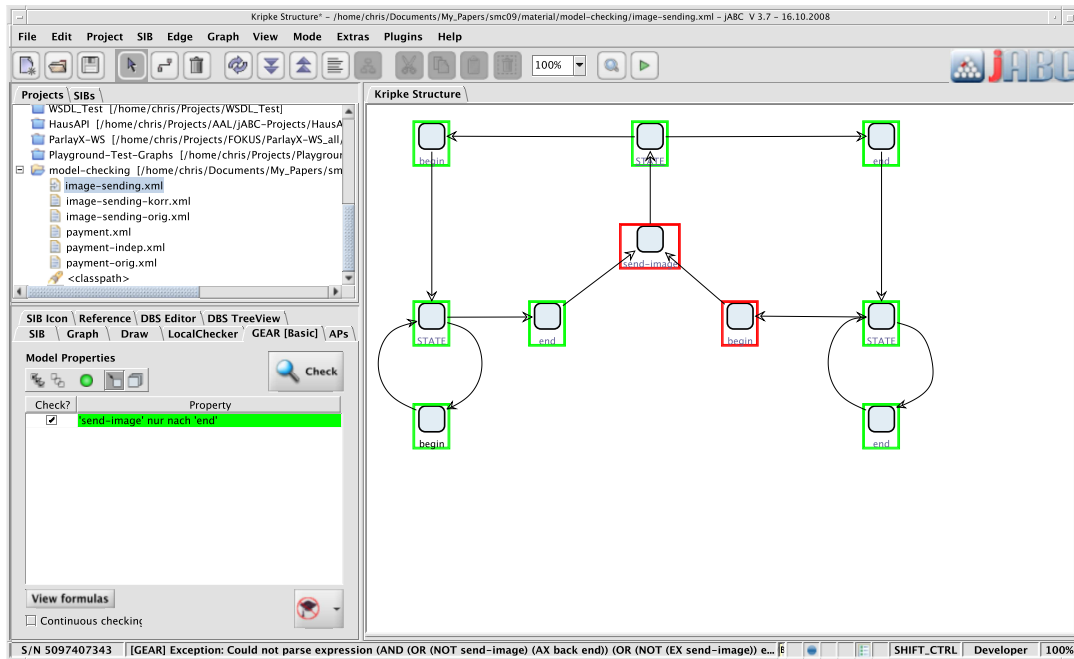 Kripke Structure* - /home/chris/Documents/My_Papers/smc09/material/model-checking/image-sending.xml - jABC V 3.7 - 16.10.2008
File Edit Project SIB Edge Graph View Mode Extras Plugins Help
100%
jABC
Projects SIBs
WSDL_Test [/home/chris/Projects/WSDL_Test]
HausAPI [/home/chris/Projects/AAL/jABC-Projects/HausA
ParlayX-WS [/home/chris/Projects/FOKUS/ParlayX-WS_all/
Playground-Test-Graphs [/home/chris/Projects/Playgrour
model-checking [/home/chris/Documents/My_Papers/sm
image-sending.xml
image-sending-korr.xml
image-sending-orig.xml
payment.xml
payment-indep.xml
payment-orig.xml
<classpath>
SIB Icon Reference DBS Editor DBS TreeView
SIB Graph Draw LocalChecker GEAR [Basic] APs
Model Properties
Check
Check? Property
'send-image' nur nach 'end'
View formulas
Continuous checking
Kripke Structure
begin STATE end
send-image
STATE end begin STATE
begin end
S/N 5097407343 [GEAR] Exception: Could not parse expression (AND (OR (NOT send-image) (AX back end)) (OR (NOT (EX send-image)) e... SHIFT_CTRL Developer 100%